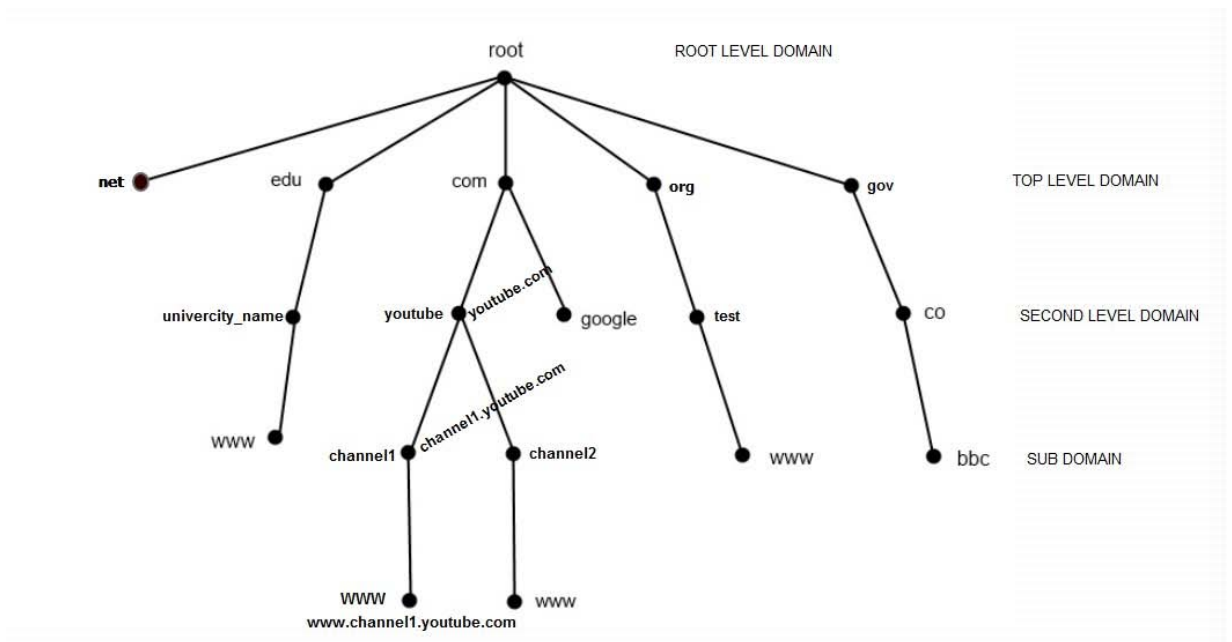 root
ROOT LEVEL DOMAIN
net
edu
com
org
gov
TOP LEVEL DOMAIN
youtube.com
univercity_name
youtube
google
test
co
SECOND LEVEL DOMAIN
channel1.youtube.com
www
channel1
channel2
www
bbc
SUB DOMAIN
www
www
www.channel1.youtube.com